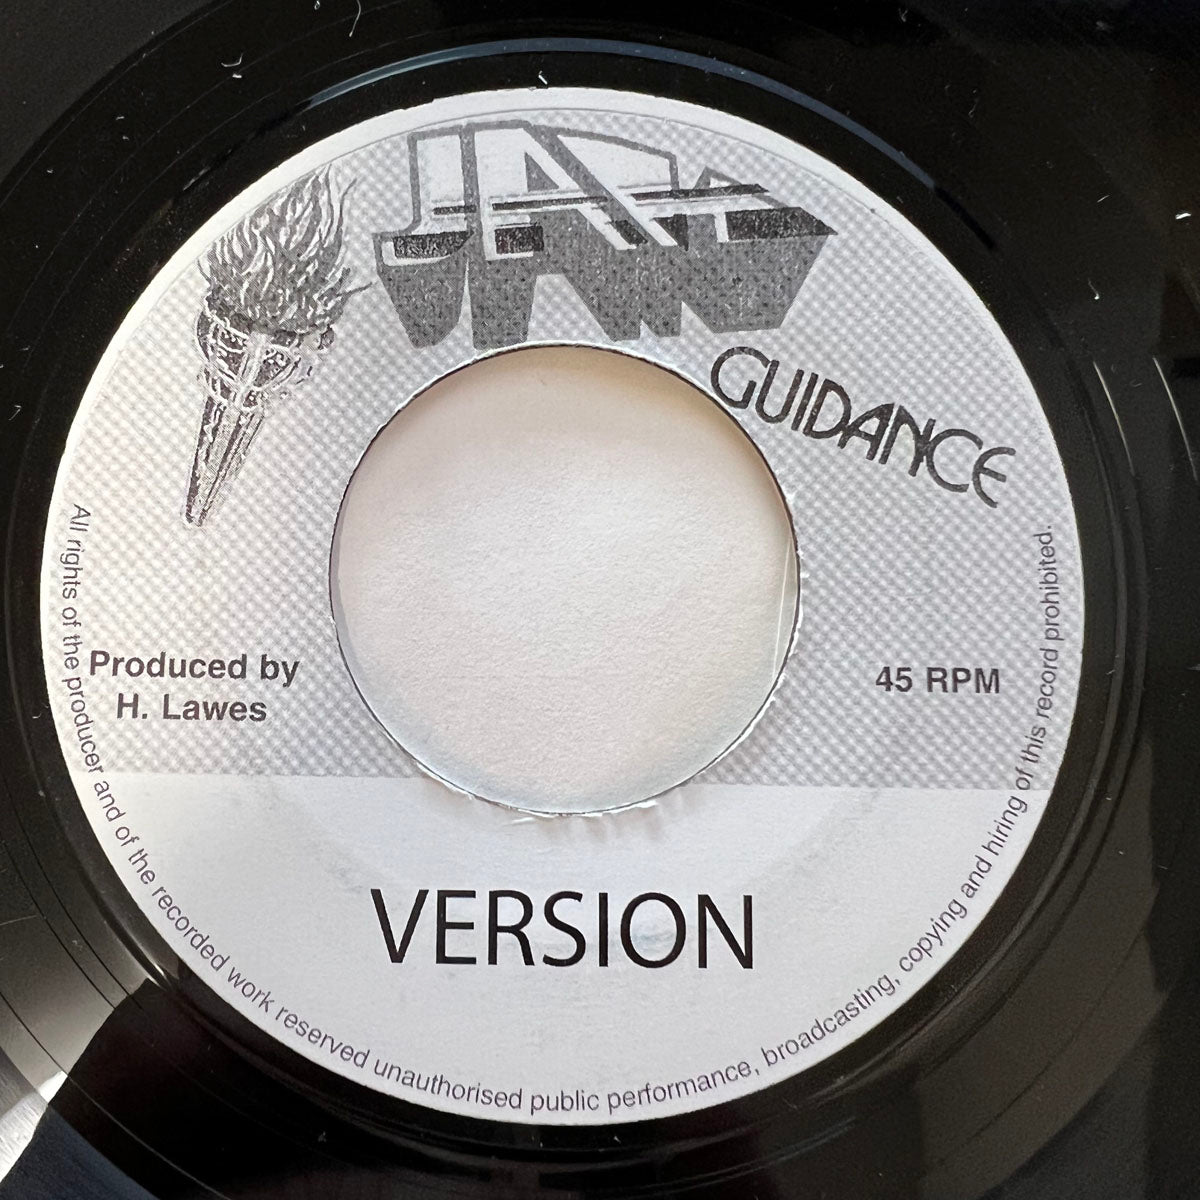 JAH
GUIDANCE
Produced by
H. Lawes
45 RPM
VERSION
All rights of the producer and of the recorded work reserved unauthorised public performance, broadcasting, copying and hiring of this record prohibited.